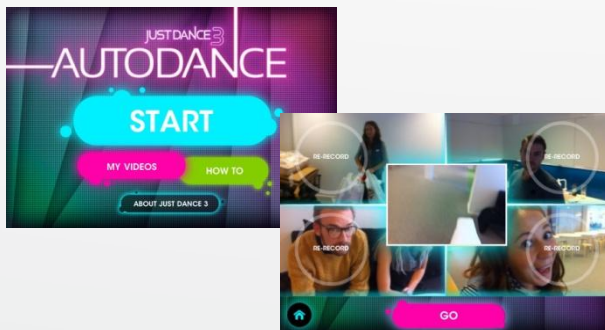 JUST DANCE 3
AUTODANCE
START
MY VIDEOS
HOW TO
ABOUT JUST DANCE 3
RE-RECORD
RE-RECORD
RE-RECORD
RE-RECORD
GO